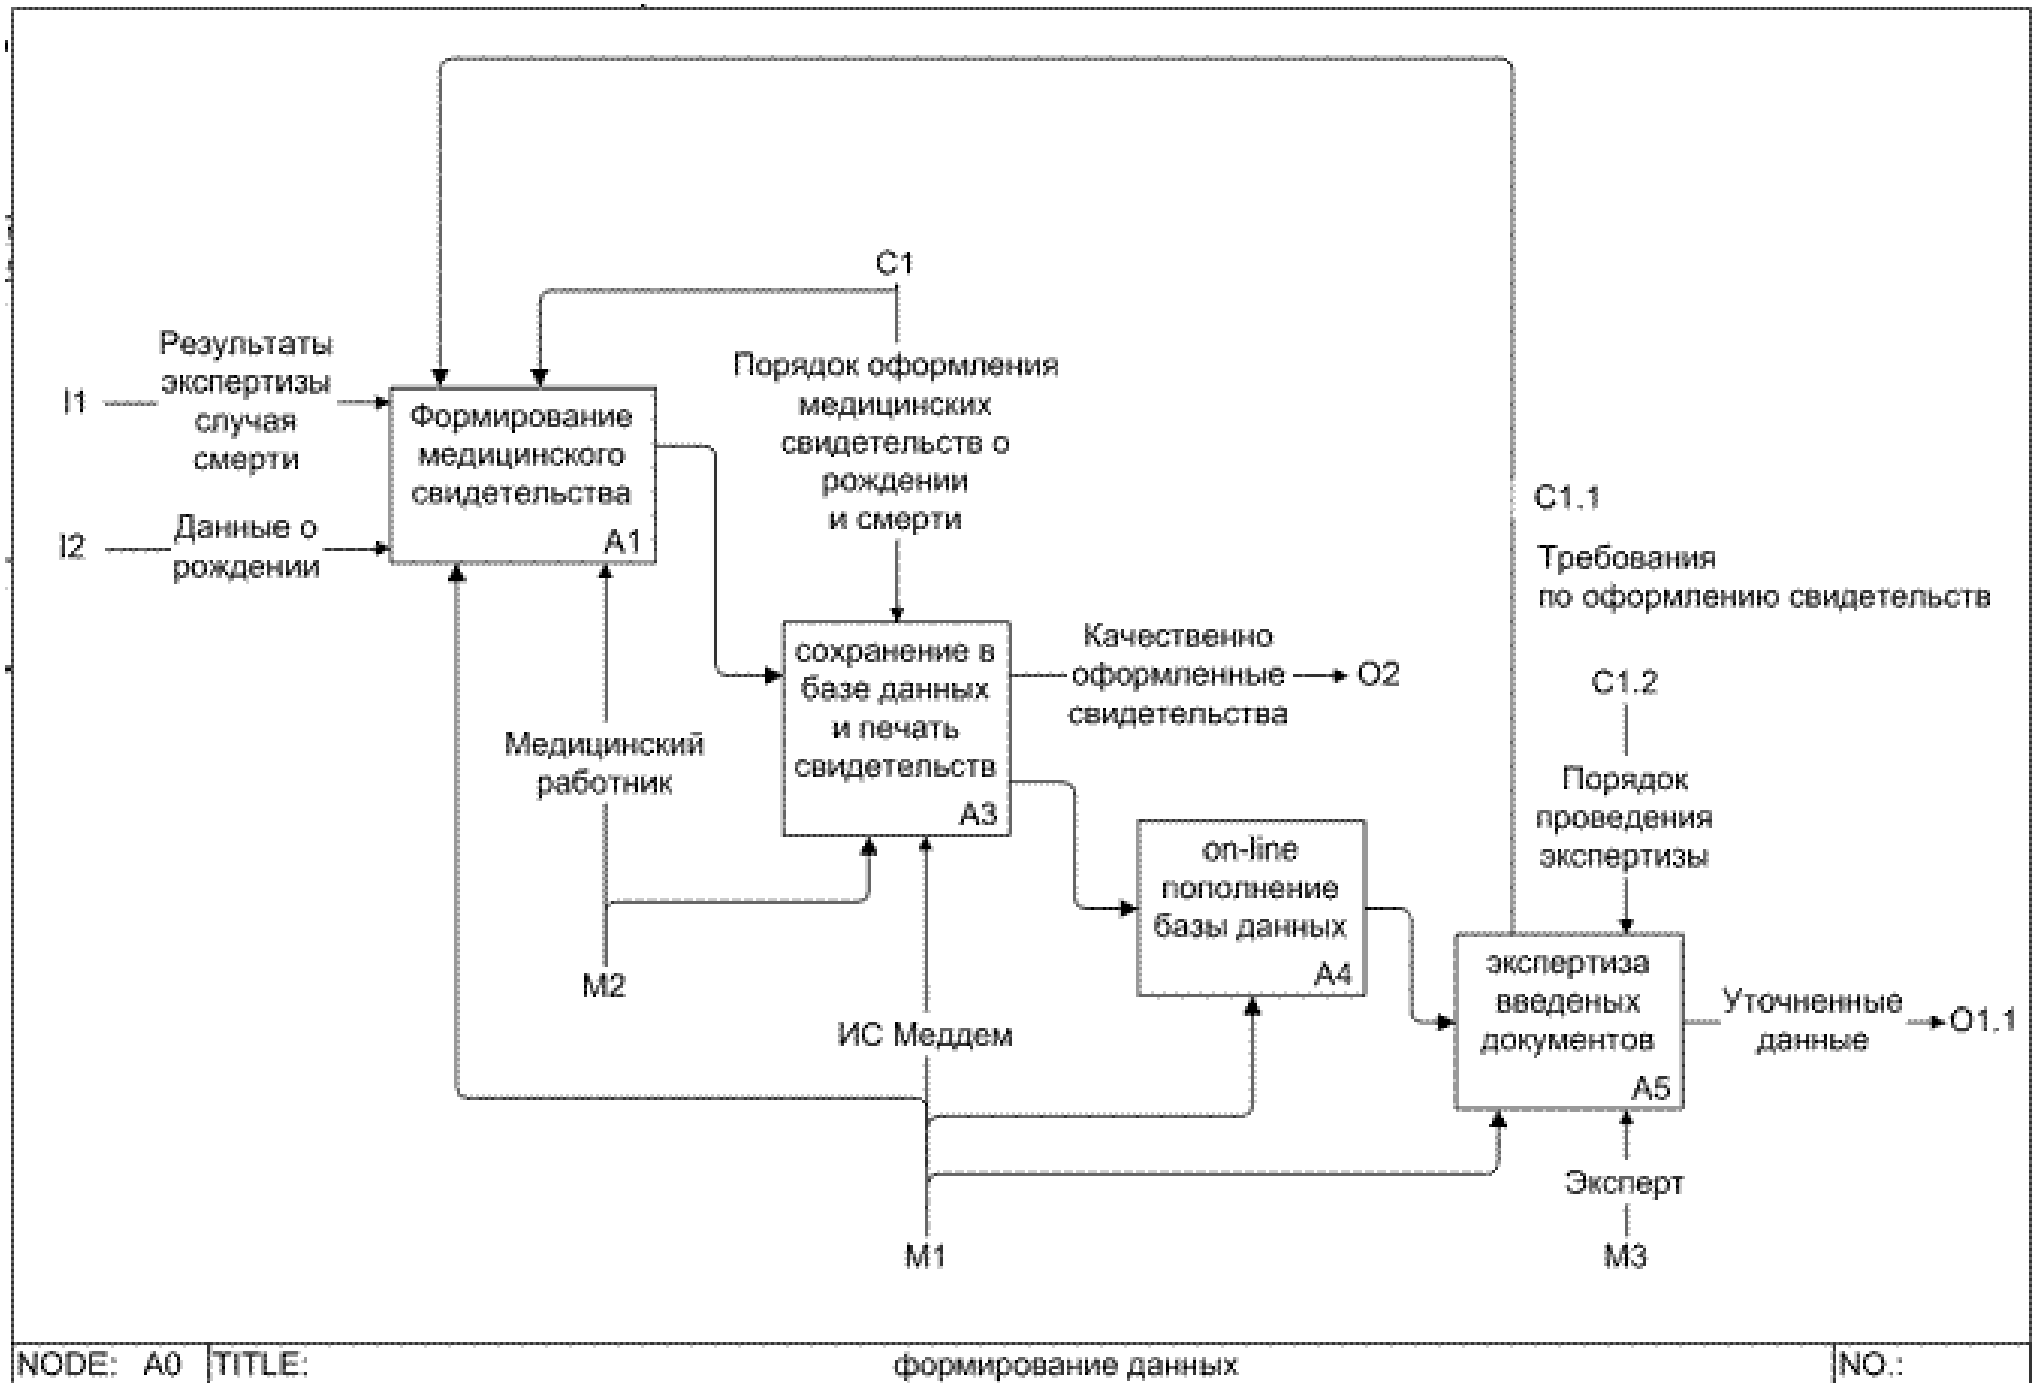 C1
Результаты
экспертизы
случая
смерти
I1
Данные о
рождении
I2
Формирование
медицинского
свидетельства
A1
Порядок оформления
медицинских
свидетельств о
рождении
и смерти
C1.1
Требования
по оформлению свидетельств
сохранение в
базе данных
и печать
свидетельств
A3
Качественно
оформленные
свидетельства
O2
C1.2
Порядок
проведения
экспертизы
Медицинский
работник
M2
on-line
пополнение
базы данных
A4
экспертиза
введеных
документов
A5
Уточненные
данные
O1.1
ИС Меддем
M1
Эксперт
M3
NODE: A0
TITLE:
формирование данных
NO.: